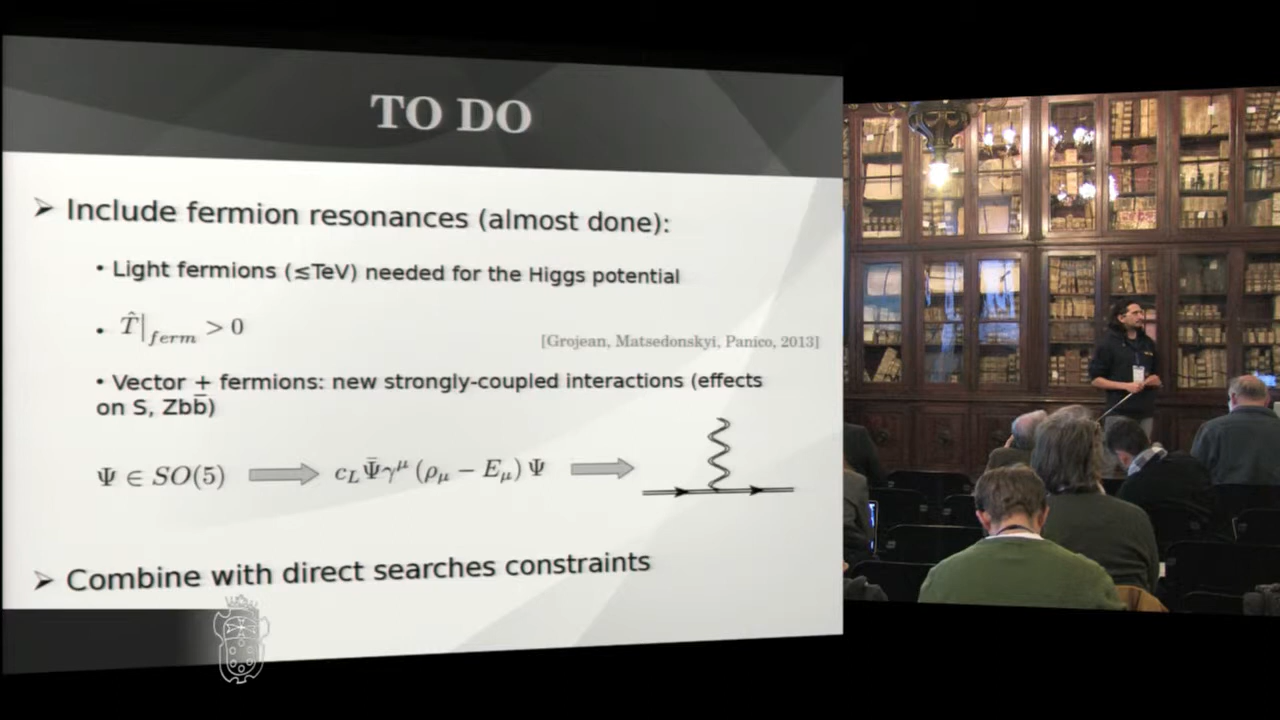 TO DO
➢ Include fermion resonances (almost done):
• Light fermions (≲TeV) needed for the Higgs potential
• T̂|_ferm > 0
[Grojean, Matsedonskyi, Panico, 2013]
• Vector + fermions: new strongly-coupled interactions (effects
on S, Zbb̄)
Ψ ∈ SO(5) c_L Ψ̄γ^μ (ρ_μ − E_μ) Ψ
➢ Combine with direct searches constraints